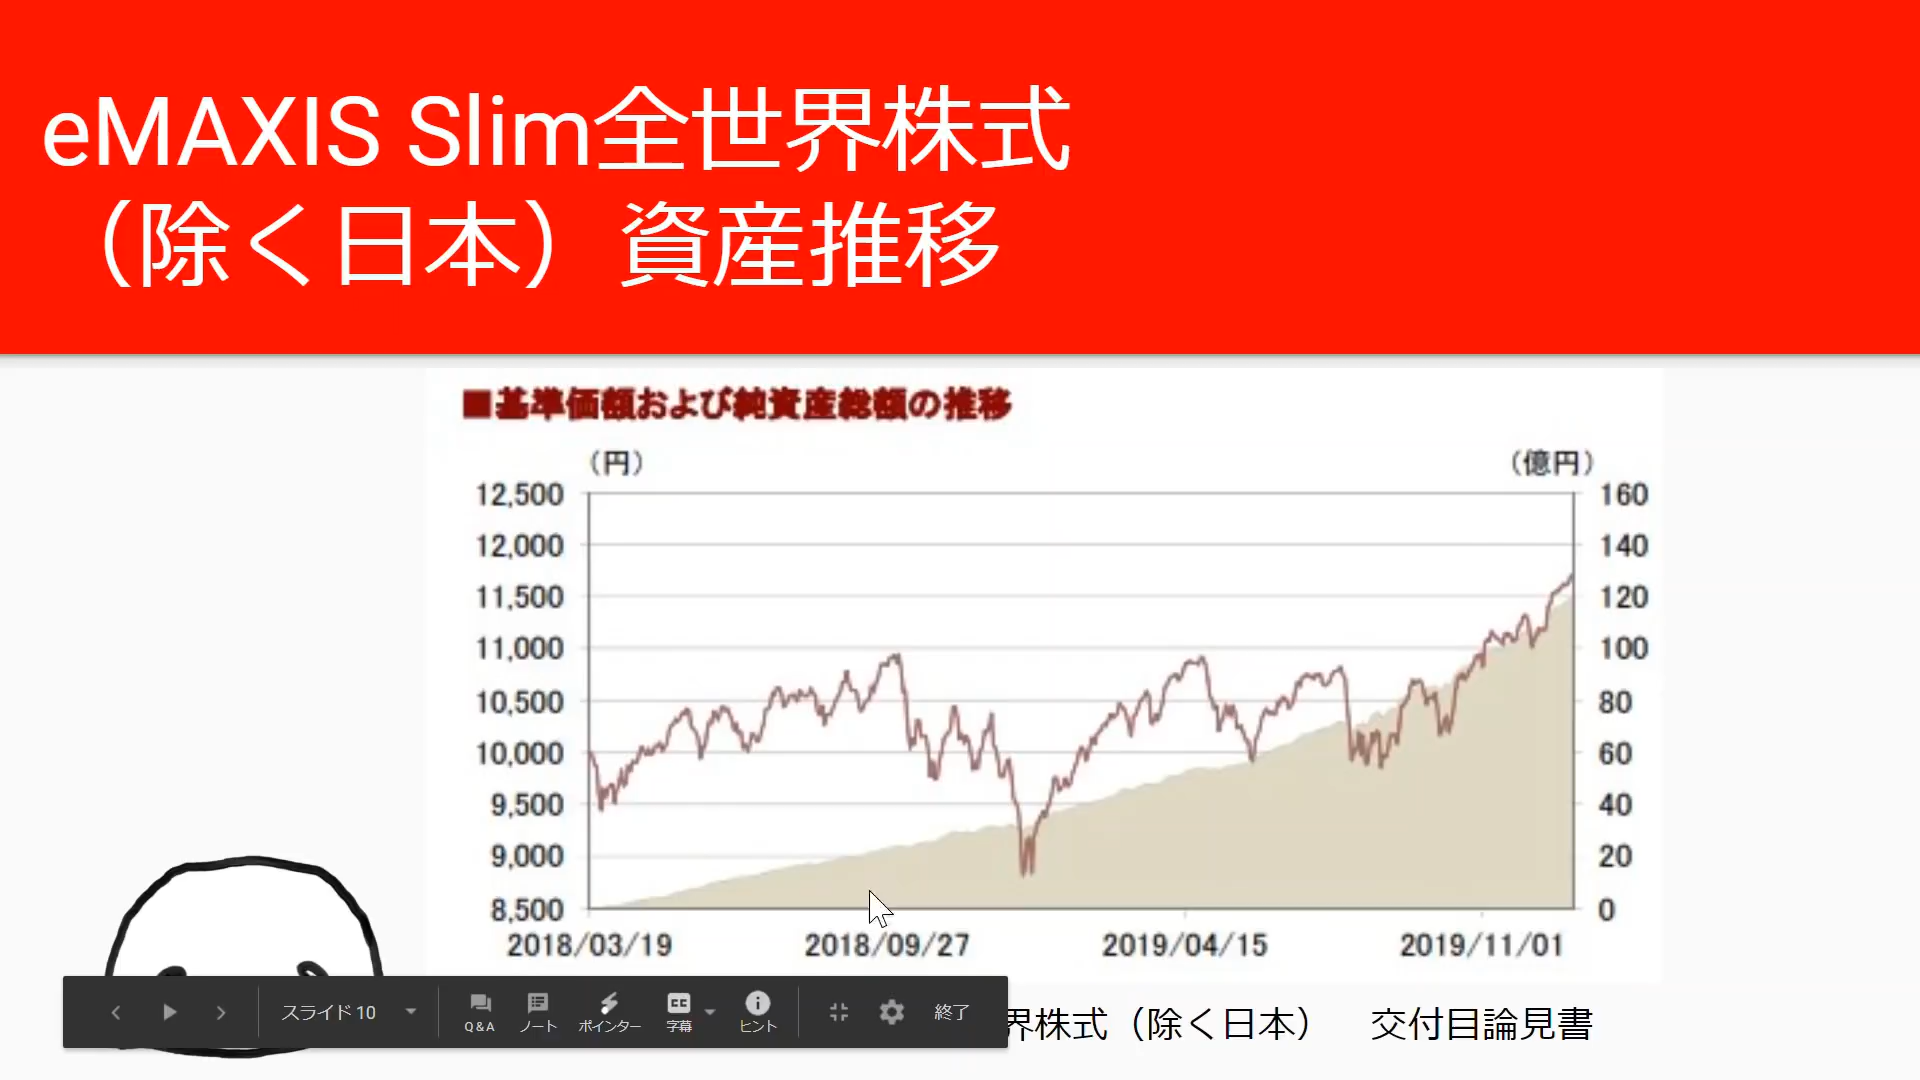 eMAXIS Slim全世界株式
（除く日本）資産推移
■基準価額および純資産総額の推移
（円）
（億円）
12,500
12,000
11,500
11,000
10,500
10,000
9,500
9,000
8,500
160
140
120
100
80
60
40
20
0
2018/03/19
2018/09/27
2019/04/15
2019/11/01
界株式（除く日本）　交付目論見書
スライド 10
Q&A
ノート
ポインター
CC
字幕
ヒント
終了